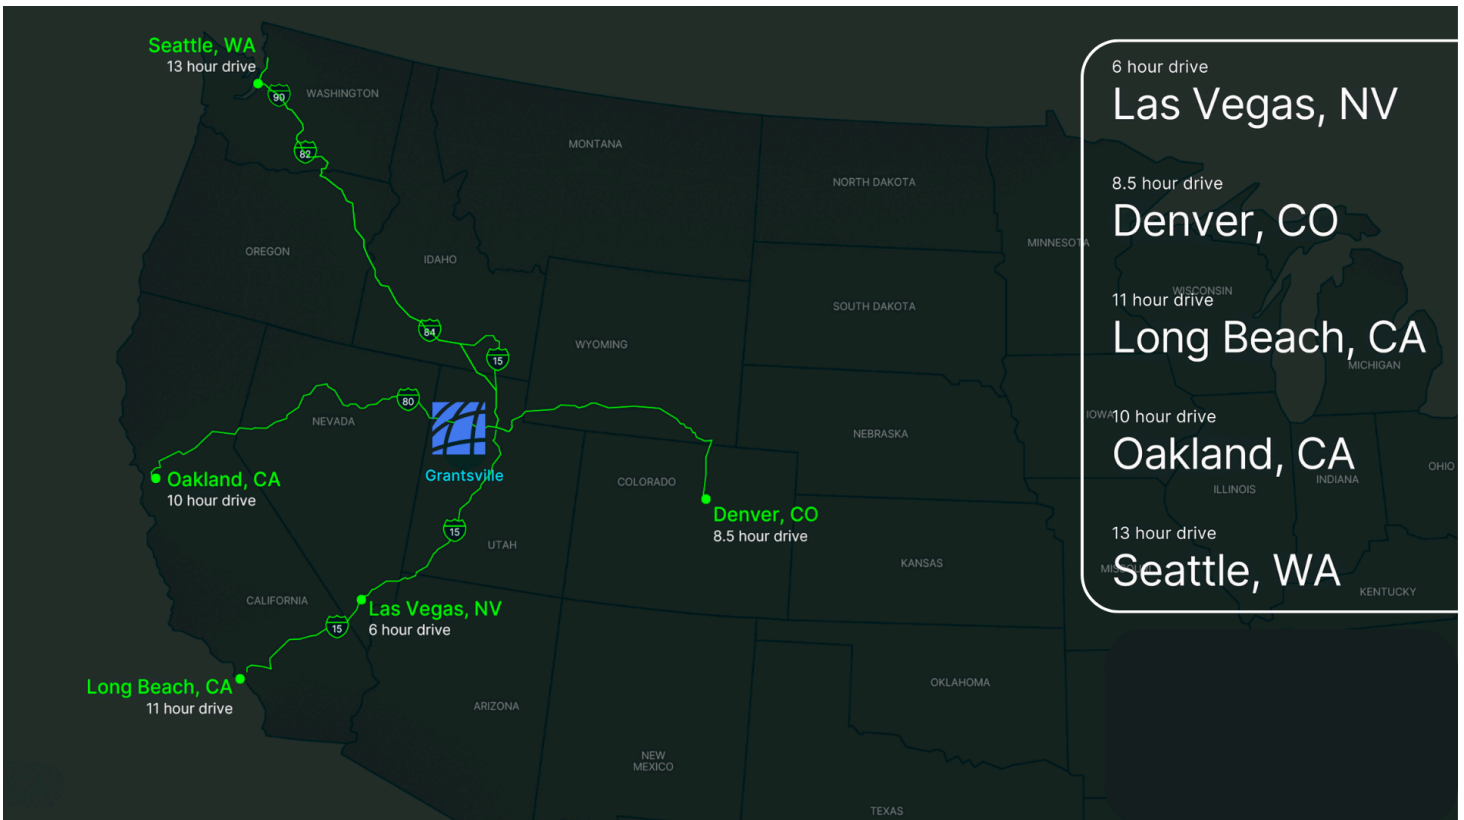 Seattle, WA
13 hour drive
90
WASHINGTON
82
MONTANA
NORTH DAKOTA
MINNESOTA
OREGON
IDAHO
SOUTH DAKOTA
WISCONSIN
84
15
WYOMING
MICHIGAN
80
NEVADA
IOWA
NEBRASKA
Grantsville
Oakland, CA
10 hour drive
COLORADO
ILLINOIS
INDIANA
OHIO
Denver, CO
8.5 hour drive
15
UTAH
KANSAS
KENTUCKY
CALIFORNIA
Las Vegas, NV
6 hour drive
15
Long Beach, CA
11 hour drive
ARIZONA
OKLAHOMA
NEW
MEXICO
TEXAS
6 hour drive
Las Vegas, NV
8.5 hour drive
Denver, CO
11 hour drive
Long Beach, CA
10 hour drive
Oakland, CA
13 hour drive
Seattle, WA